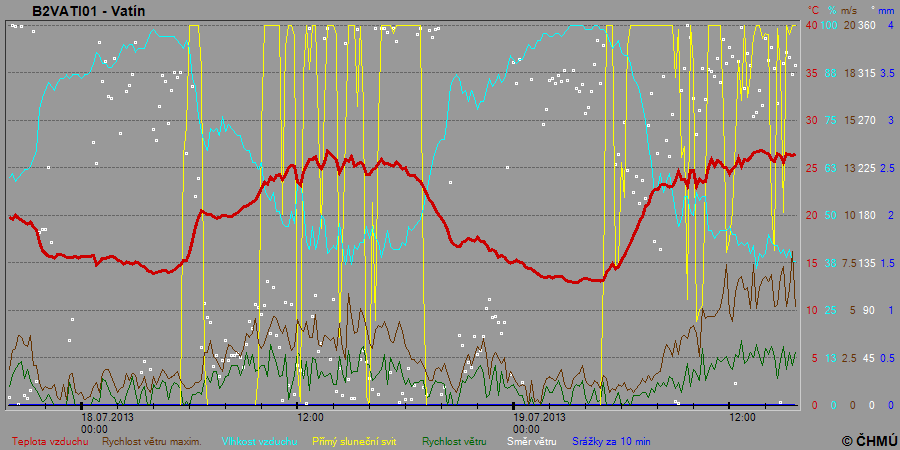 B2VATI01 - Vatín
°C % m/s ° mm
40 100 20 360 4
35 88 18 315 3.5
30 75 15 270 3
25 63 13 225 2.5
20 50 10 180 2
15 38 7.5 135 1.5
10 25 5 90 1
5 13 2.5 45 0.5
0 0 0 0 0
18.07.2013 12:00 19.07.2013 12:00
00:00 00:00
Teplota vzduchu Rychlost větru maxim. Vlhkost vzduchu Přímý sluneční svit Rychlost větru Směr větru Srážky za 10 min © ČHMÚ